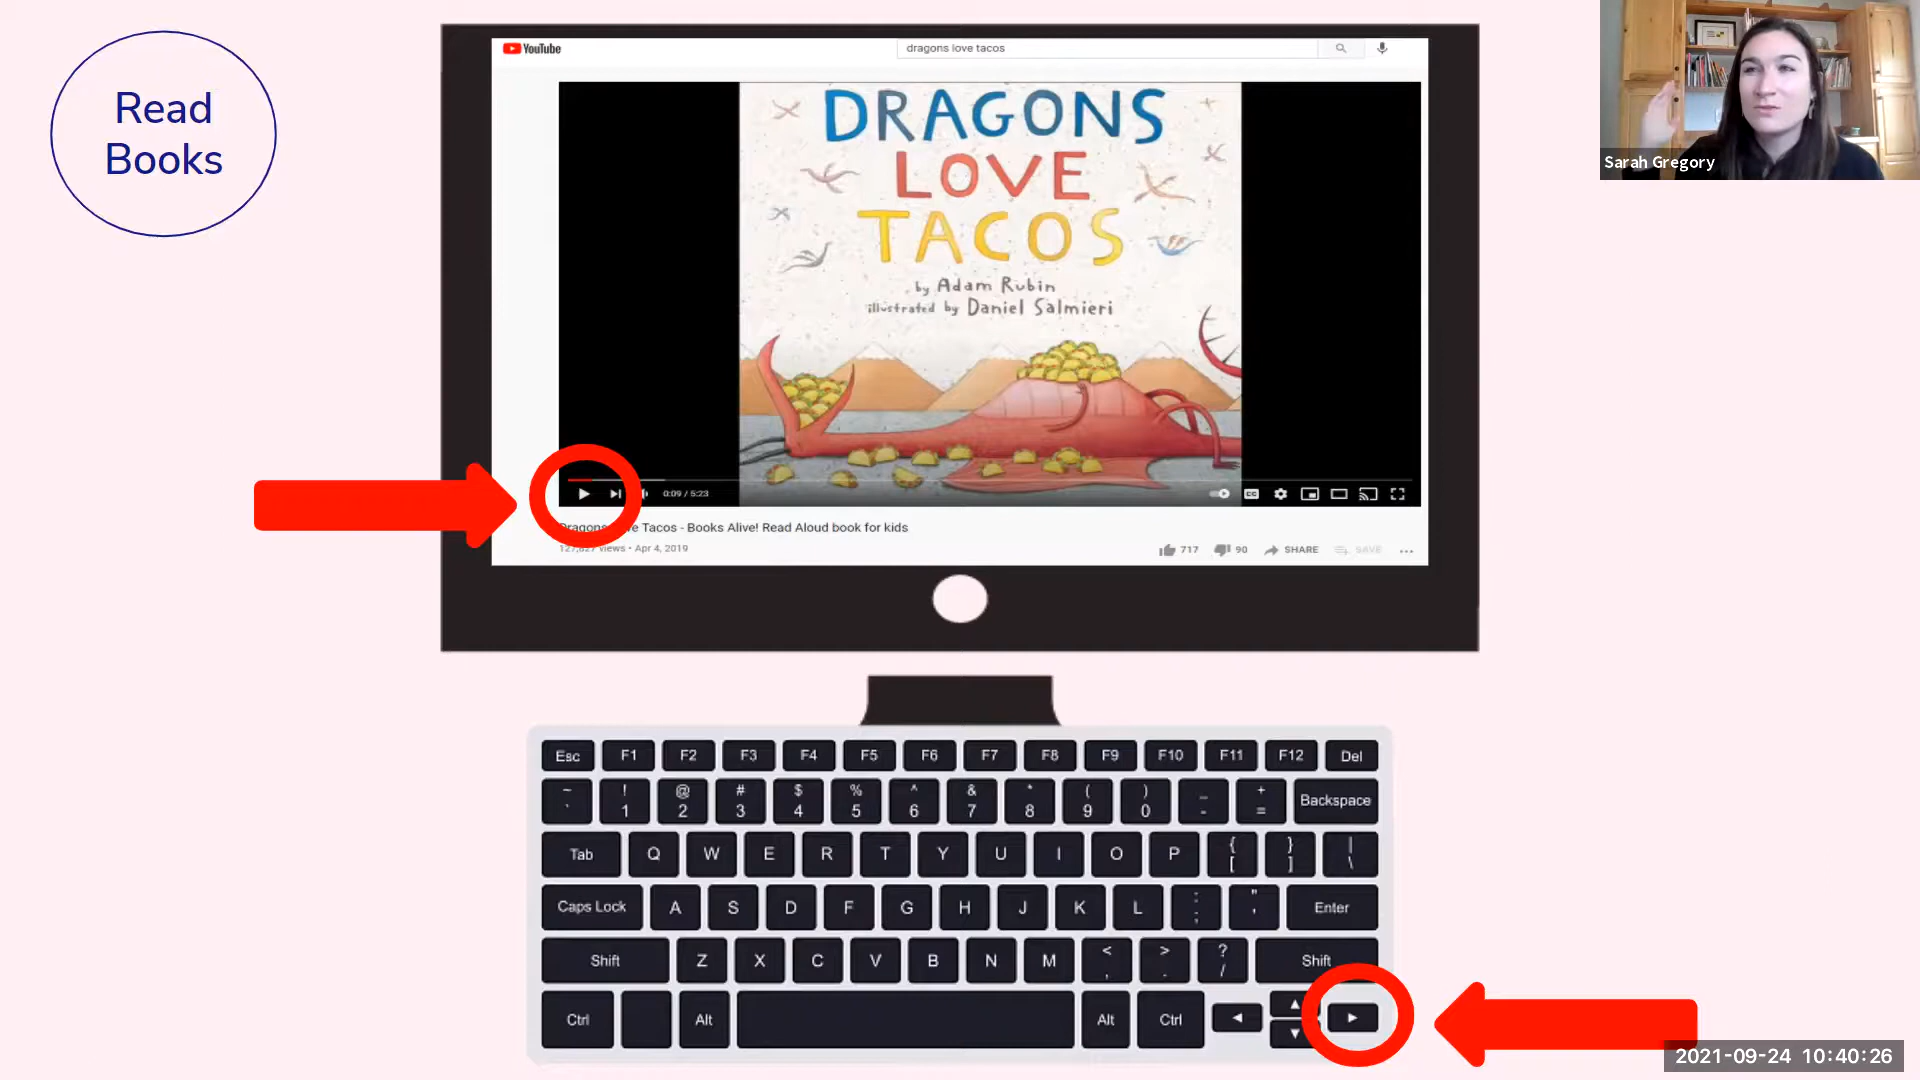 Read
Books
YouTube
dragons love tacos
DRAGONS
LOVE
TACOS
by Adam Rubin
illustrated by Daniel Salmieri
0:09 / 5:23
CC
Tacos - Books Alive! Read Aloud book for kids
views • Apr 4, 2019
717
90
SHARE
SAVE
Sarah Gregory
Esc F1 F2 F3 F4 F5 F6 F7 F8 F9 F10 F11 F12 Del
~ ! @ # $ % ^ & * ( ) _ +
` 1 2 3 4 5 6 7 8 9 0 - = Backspace
Tab Q W E R T Y U I O P { } |
[ ] \
Caps Lock A S D F G H J K L : " Enter
; '
Shift Z X C V B N M < > ? Shift
, . /
Ctrl Alt Alt Ctrl
2021-09-24 10:40:26